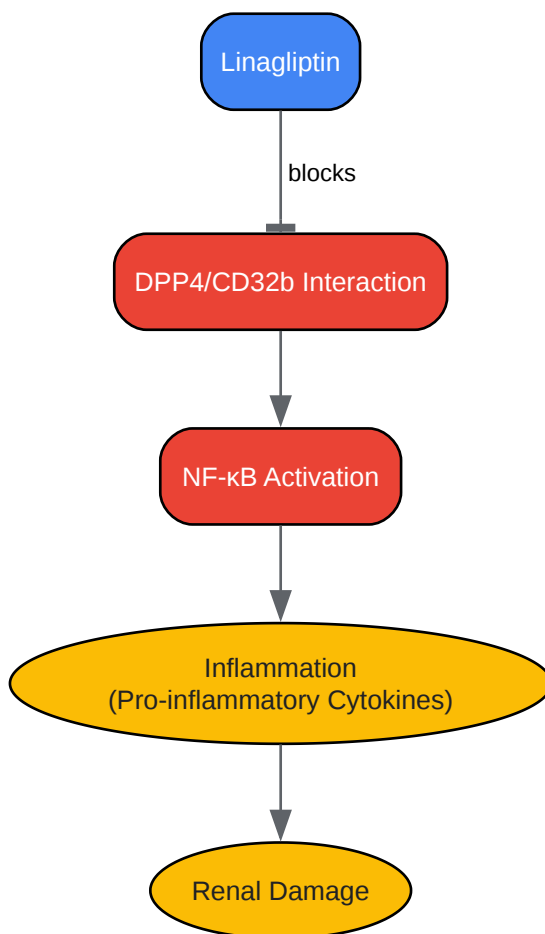 Linagliptin
blocks
DPP4/CD32b Interaction
NF-κB Activation
Inflammation
(Pro-inflammatory Cytokines)
Renal Damage